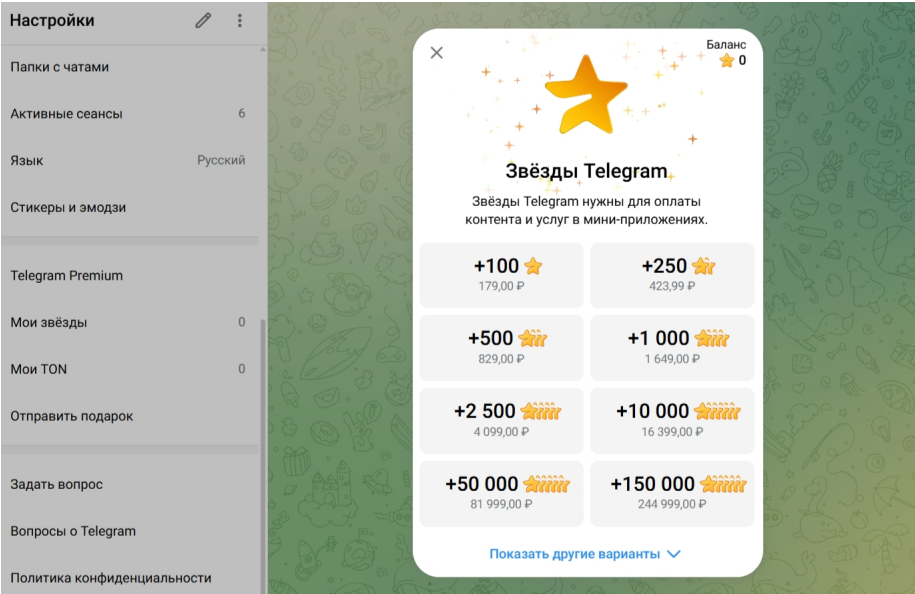 Настройки
Папки с чатами
Активные сеансы 6
Язык Русский
Стикеры и эмодзи
Telegram Premium
Мои звёзды 0
Мои TON 0
Отправить подарок
Задать вопрос
Вопросы о Telegram
Политика конфиденциальности
Баланс
0
Звёзды Telegram
Звёзды Telegram нужны для оплаты
контента и услуг в мини-приложениях.
+100
179,00 ₽
+250
423,99 ₽
+500
829,00 ₽
+1 000
1 649,00 ₽
+2 500
4 099,00 ₽
+10 000
16 399,00 ₽
+50 000
81 999,00 ₽
+150 000
244 999,00 ₽
Показать другие варианты